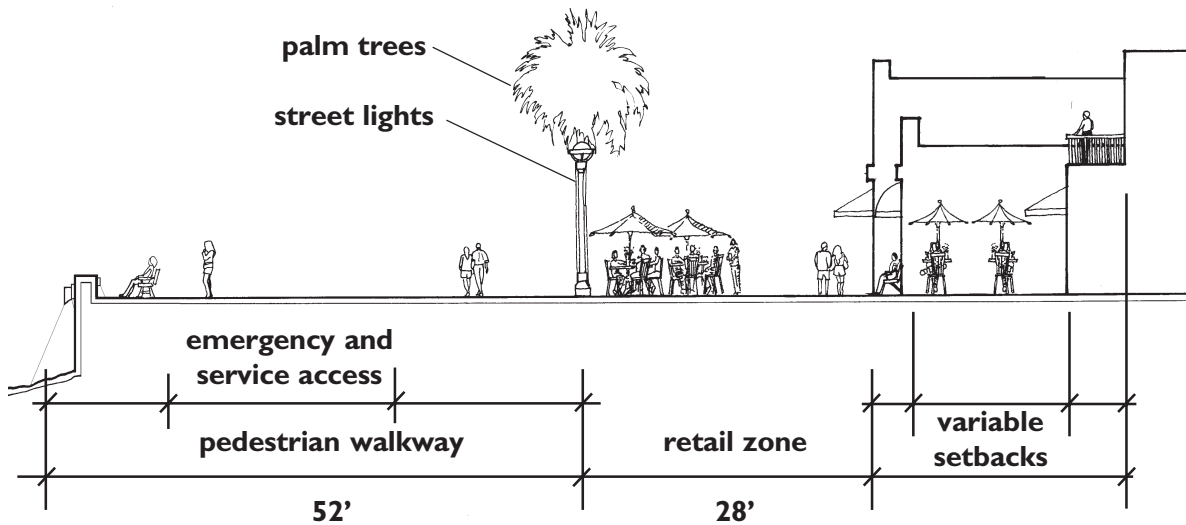 palm trees
street lights
emergency and
service access
pedestrian walkway
retail zone
variable
setbacks
52’
28’